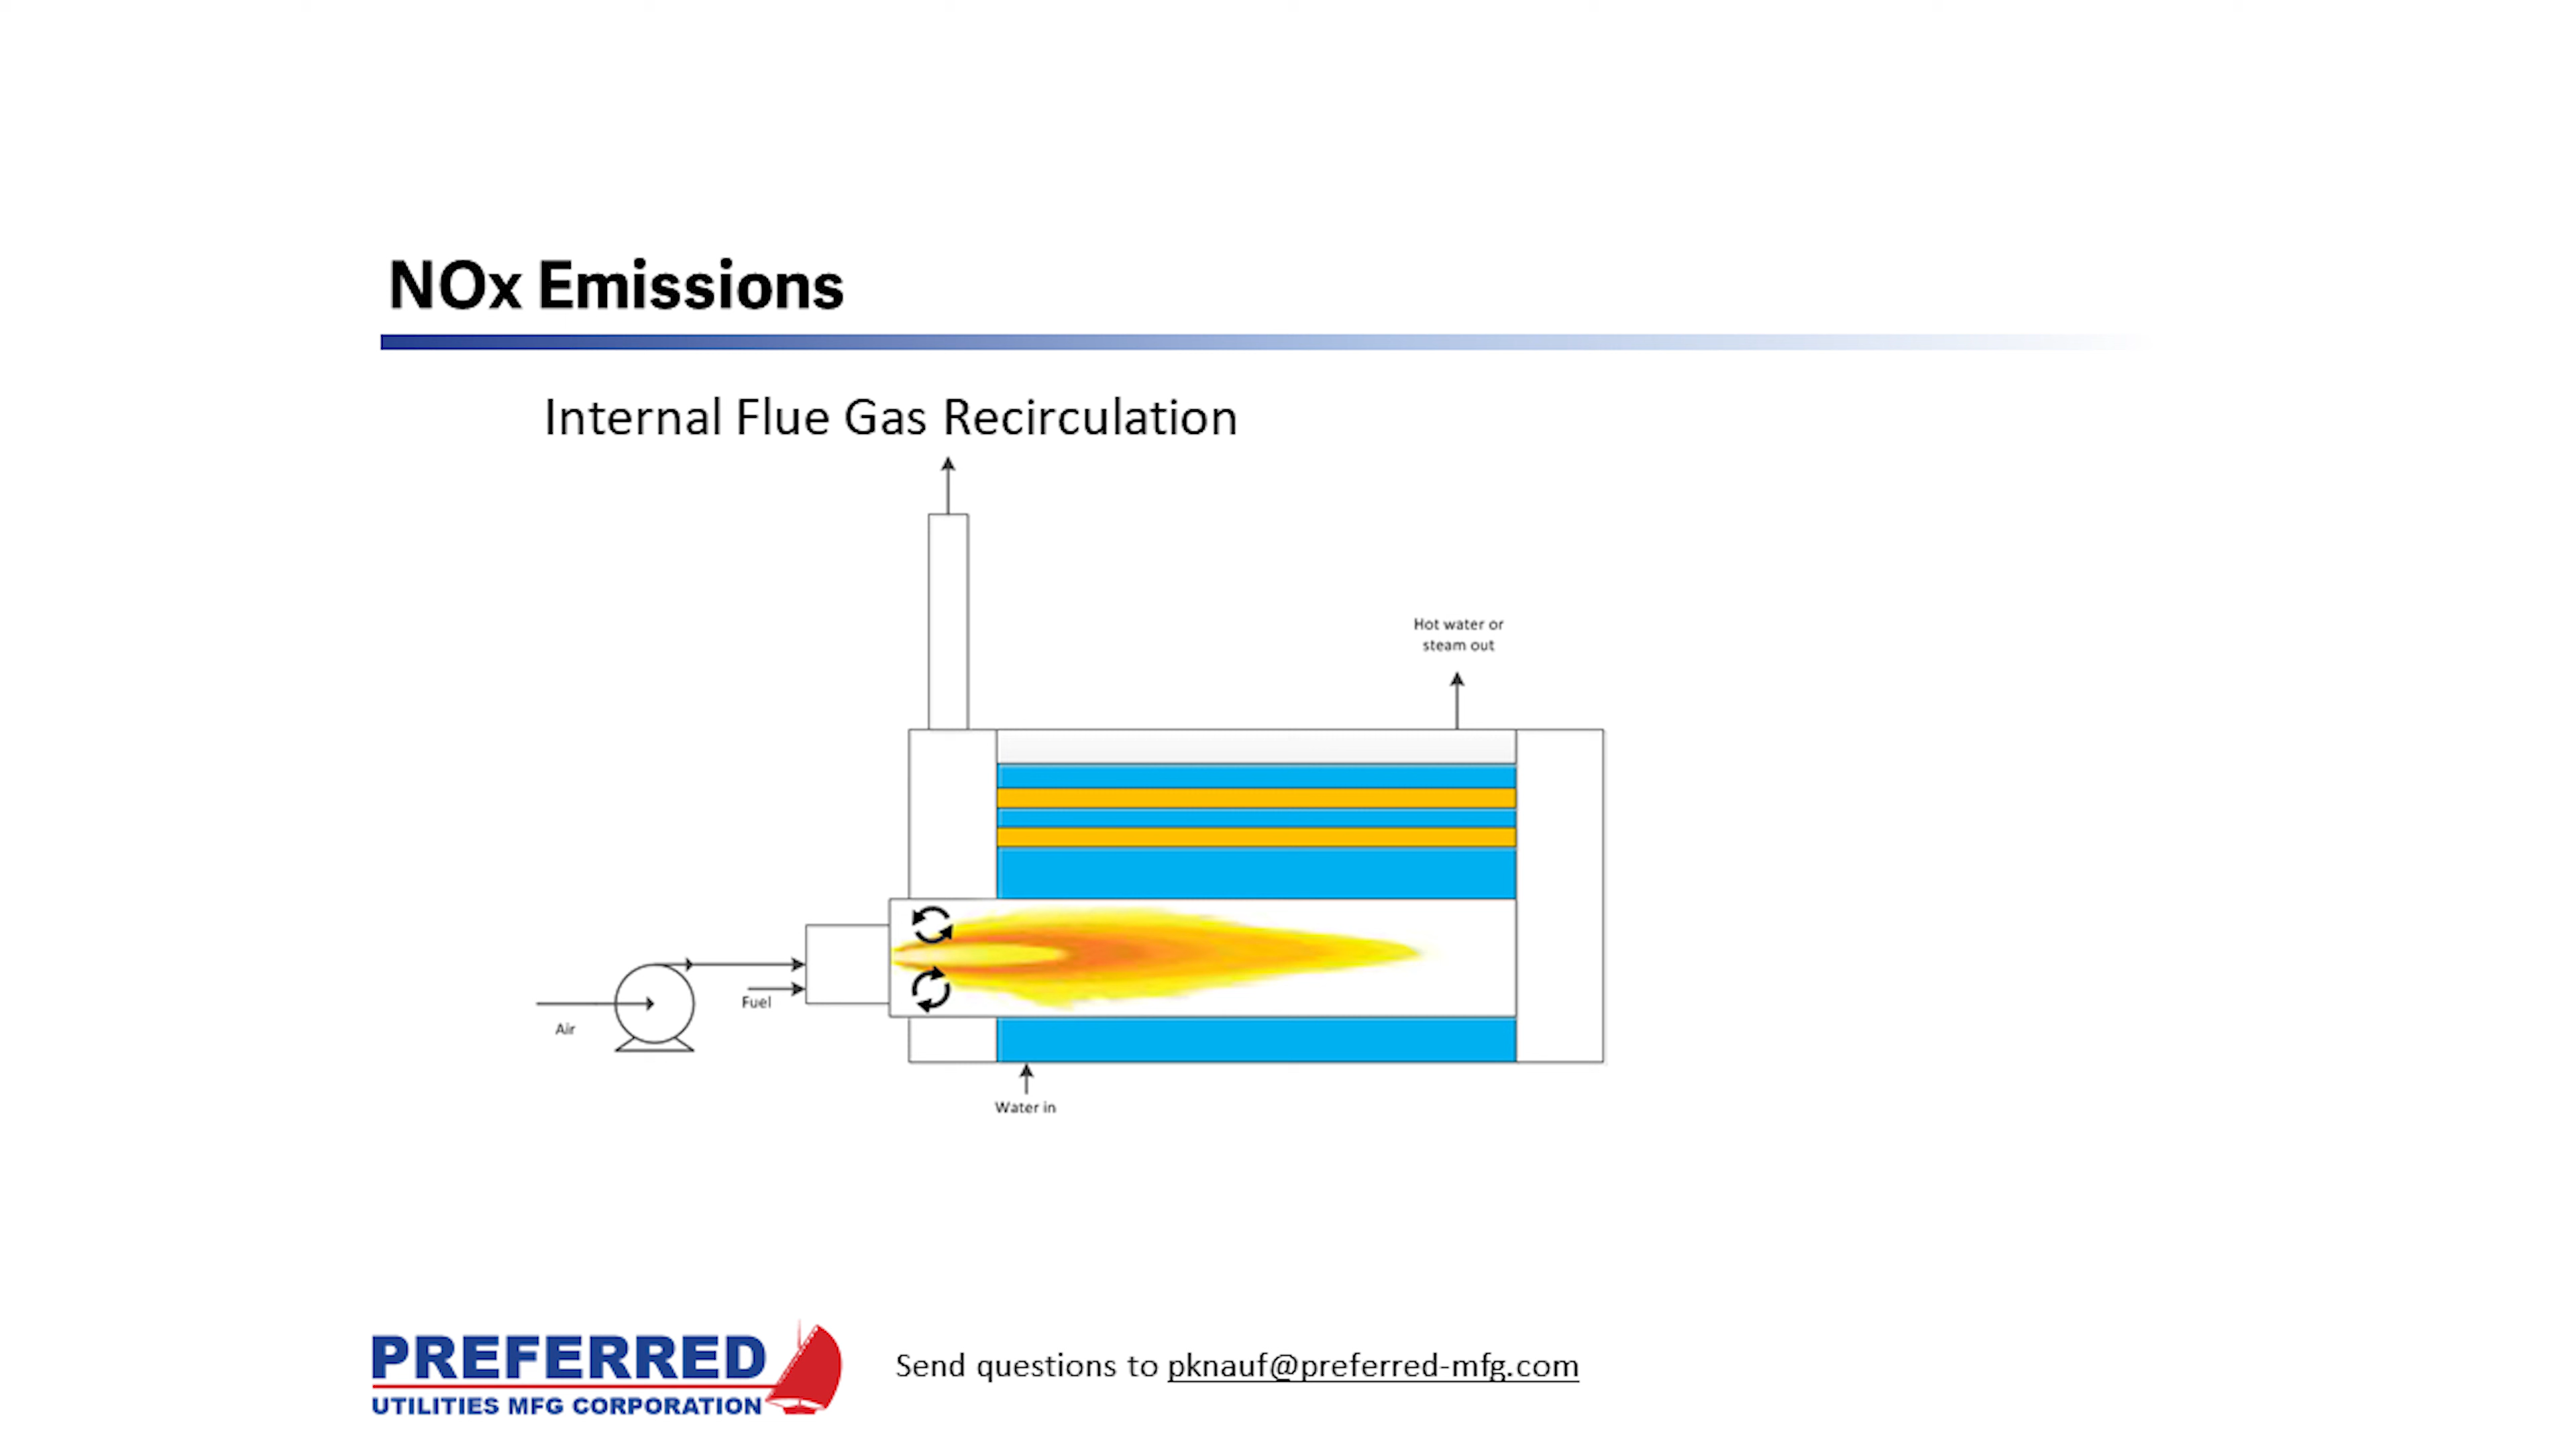 NOx Emissions
Internal Flue Gas Recirculation
Hot water or
steam out
Fuel
Air
Water in
PREFERRED
UTILITIES MFG CORPORATION
Send questions to pknauf@preferred-mfg.com